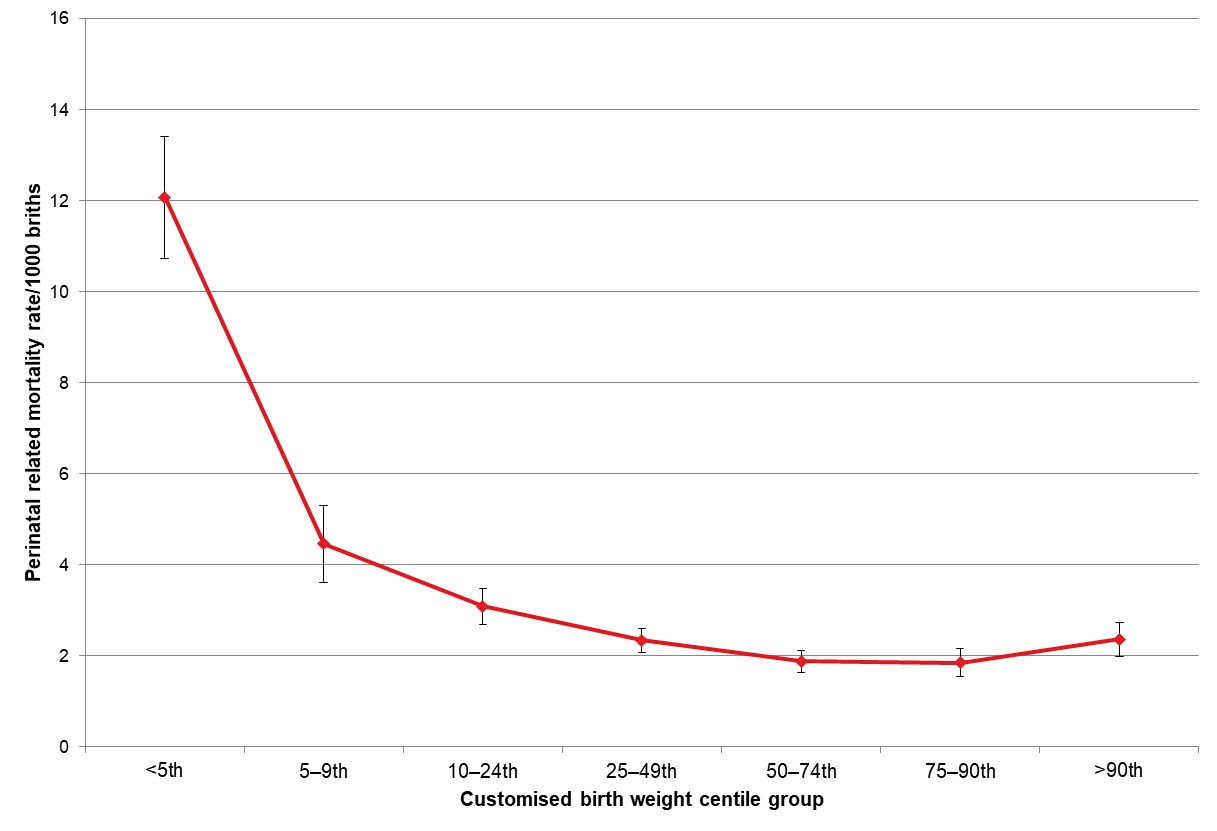 16
14
12
10
8
6
4
2
0
Perinatal related mortality rate/1000 briths
<5th
5–9th
10–24th
25–49th
50–74th
75–90th
>90th
Customised birth weight centile group